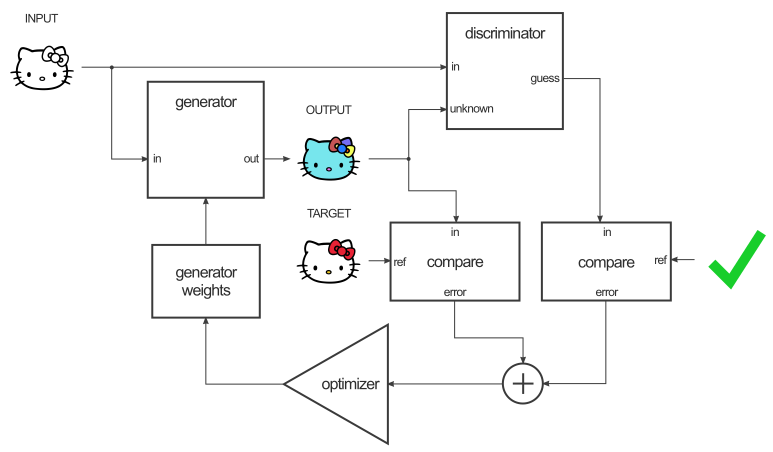 INPUT
discriminator
in
guess
generator
OUTPUT
unknown
in
out
TARGET
in
in
ref
compare
compare
ref
generator
weights
error
error
optimizer